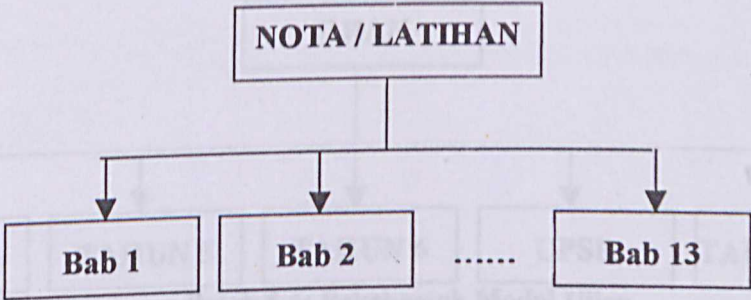 NOTA / LATIHAN
Bab 1
Bab 2
......
Bab 13